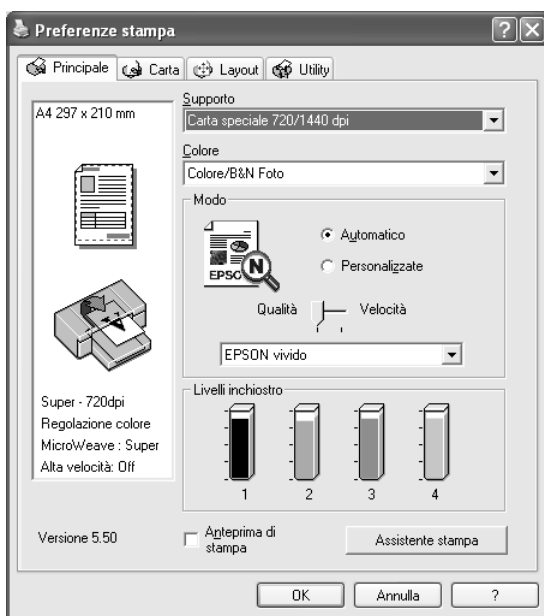 Preferenze stampa
Principale Carta Layout Utility
A4 297 x 210 mm
Supporto
Carta speciale 720/1440 dpi
Colore
Colore/B&N Foto
Modo
EPSON
N
Automatico
Personalizzate
Qualità Velocità
EPSON vivido
Super - 720dpi
Regolazione colore
MicroWeave : Super
Alta velocità: Off
Livelli inchiostro
1 2 3 4
Versione 5.50
Anteprima di
stampa
Assistente stampa
OK Annulla ?